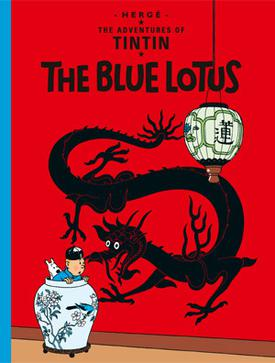 · HERGÉ ·
★
THE ADVENTURES OF
TINTIN
★
THE BLUE LOTUS
蓮